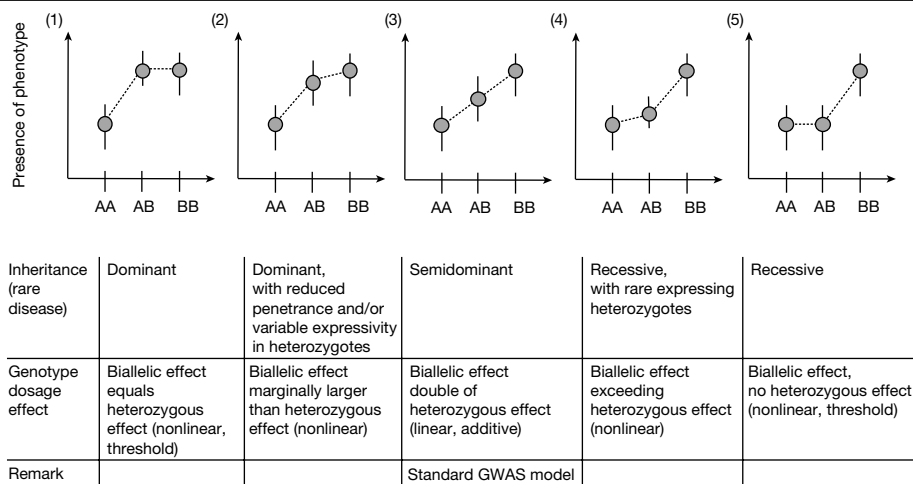 (1) (2) (3) (4) (5)
Presence of phenotype
AA AB BB AA AB BB AA AB BB AA AB BB AA AB BB
Inheritance
(rare
disease)
Dominant
Dominant,
with reduced
penetrance and/or
variable expressivity
in heterozygotes
Semidominant
Recessive,
with rare expressing
heterozygotes
Recessive
Genotype
dosage
effect
Biallelic effect
equals
heterozygous
effect (nonlinear,
threshold)
Biallelic effect
marginally larger
than heterozygous
effect (nonlinear)
Biallelic effect
double of
heterozygous effect
(linear, additive)
Biallelic effect
exceeding
heterozygous effect
(nonlinear)
Biallelic effect,
no heterozygous effect
(nonlinear, threshold)
Remark
Standard GWAS model